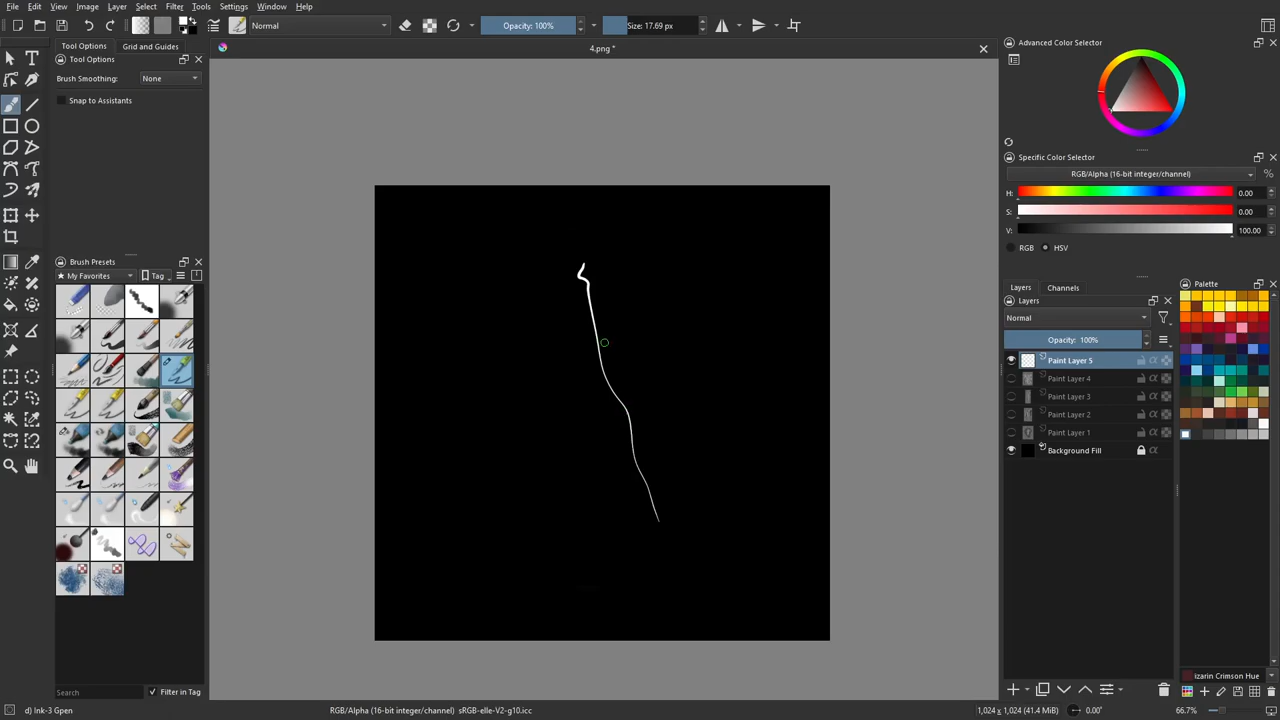 File Edit View Image Layer Select Filter Tools Settings Window Help
Normal
Opacity: 100%
Size: 17.69 px
4.png *
Tool Options
Grid and Guides
Tool Options
Brush Smoothing:
None
Snap to Assistants
Brush Presets
My Favorites
Tag
Search
Filter in Tag
d) Ink-3 Gpen
RGB/Alpha (16-bit integer/channel) sRGB-elle-V2-g10.icc
1,024 x 1,024 (41.4 MiB)
0.00°
66.7%
Advanced Color Selector
Specific Color Selector
RGB/Alpha (16-bit integer/channel)
%
H:
0.00
S:
0.00
V:
100.00
RGB
HSV
Layers
Channels
Layers
Normal
Opacity: 100%
Paint Layer 5
Paint Layer 4
Paint Layer 3
Paint Layer 2
Paint Layer 1
Background Fill
Palette
izarin Crimson Hue